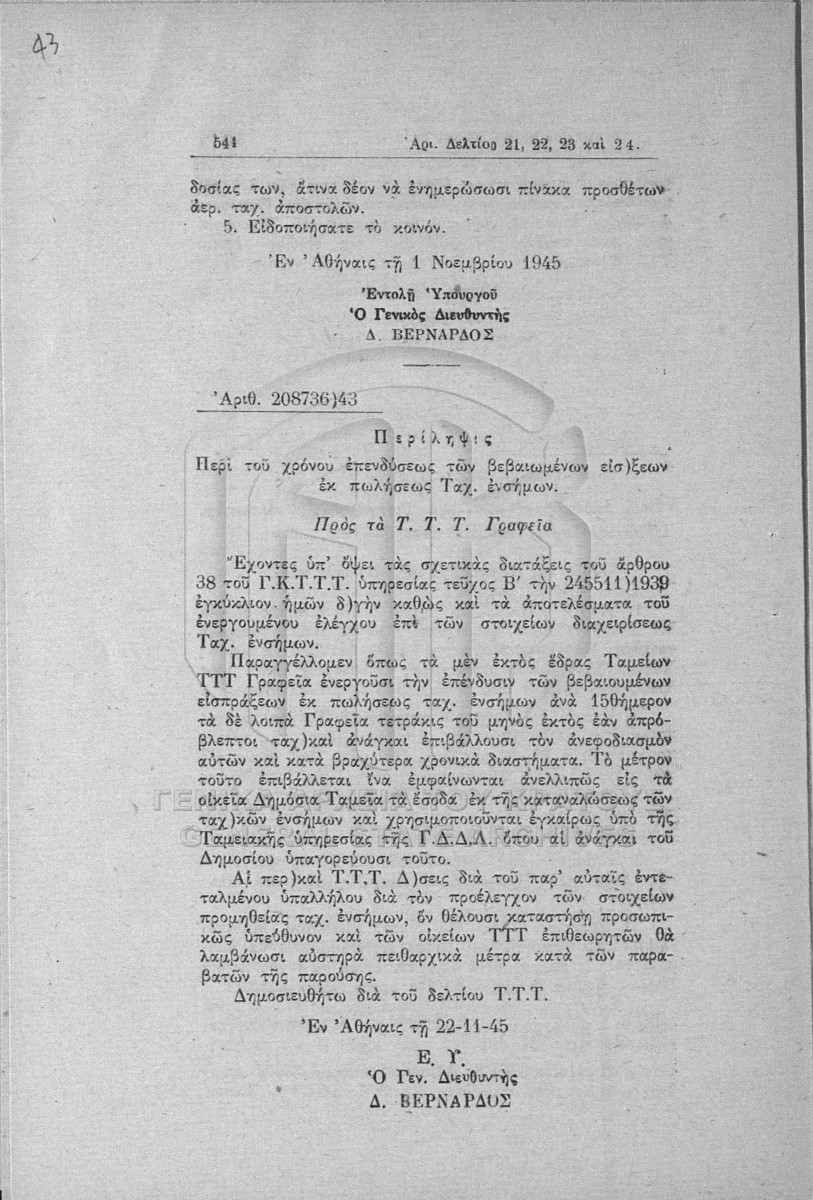 43
541 Ἀρι. Δελτίου 21, 22, 23 καὶ 24.
δοσίας των, ἅτινα δέον νὰ ἐνημερώσωσι πίνακα προσθέτων
ἀερ. ταχ. ἀποστολῶν.
5. Εἰδοποιήσατε τὸ κοινόν.
Ἐν Ἀθήναις τῇ 1 Νοεμβρίου 1945
Ἐντολῇ Ὑπουργοῦ
Ὁ Γενικὸς Διευθυντὴς
Δ. ΒΕΡΝΑΡΔΟΣ
Ἀριθ. 208736)43
Περίληψις
Περὶ τοῦ χρόνου ἐπενδύσεως τῶν βεβαιωμένων εἰσ)ξεων
ἐκ πωλήσεως Ταχ. ἐνσήμων.
Πρὸς τὰ Τ. Τ. Τ. Γραφεῖα
Ἔχοντες ὑπ' ὄψει τὰς σχετικὰς διατάξεις τοῦ ἄρθρου
38 τοῦ Γ.Κ.Τ.Τ.Τ. ὑπηρεσίας τεῦχος Β' τὴν 245511)1939
ἐγκύκλιον ἡμῶν δ)γὴν καθὼς καὶ τὰ ἀποτελέσματα τοῦ
ἐνεργουμένου ἐλέγχου ἐπὶ τῶν στοιχείων διαχειρίσεως
Ταχ. ἐνσήμων.
Παραγγέλλομεν ὅπως τὰ μὲν ἐκτὸς ἕδρας Ταμείων
ΤΤΤ Γραφεῖα ἐνεργοῦσι τὴν ἐπένδυσιν τῶν βεβαιουμένων
εἰσπράξεων ἐκ πωλήσεως ταχ. ἐνσήμων ἀνὰ 15θήμερον
τὰ δὲ λοιπὰ Γραφεῖα τετράκις τοῦ μηνὸς ἐκτὸς ἐὰν ἀπρό-
βλεπτοι ταχ)καὶ ἀνάγκαι ἐπιβάλλουσι τὸν ἀνεφοδιασμὸν
αὐτῶν καὶ κατὰ βραχύτερα χρονικὰ διαστήματα. Τὸ μέτρον
τοῦτο ἐπιβάλλεται ἵνα ἐμφαίνωνται ἀνελλιπῶς εἰς τὰ
οἰκεῖα Δημόσια Ταμεῖα τὰ ἔσοδα ἐκ τῆς καταναλώσεως τῶν
ταχ)κῶν ἐνσήμων καὶ χρησιμοποιοῦνται ἐγκαίρως ὑπὸ τῆς
Ταμειακῆς ὑπηρεσίας τῆς Γ.Δ.Δ.Λ. ὅπου αἱ ἀνάγκαι τοῦ
Δημοσίου ὑπαγορεύουσι τοῦτο.
Αἱ περ)καὶ Τ.Τ.Τ. Δ)σεις διὰ τοῦ παρ' αὐταῖς ἐντε-
ταλμένου ὑπαλλήλου διὰ τὸν προέλεγχον τῶν στοιχείων
προμηθείας ταχ. ἐνσήμων, ὃν θέλουσι καταστήσῃ προσωπι-
κῶς ὑπεύθυνον καὶ τῶν οἰκείων ΤΤΤ ἐπιθεωρητῶν θὰ
λαμβάνωσι αὐστηρὰ πειθαρχικὰ μέτρα κατὰ τῶν παρα-
βατῶν τῆς παρούσης.
Δημοσιευθήτω διὰ τοῦ δελτίου Τ.Τ.Τ.
Ἐν Ἀθήναις τῇ 22-11-45
Ε. Υ.
Ὁ Γεν. Διευθυντὴς
Δ. ΒΕΡΝΑΡΔΟΣ